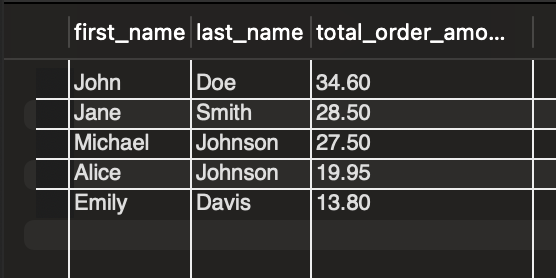 first_name last_name total_order_amo...
John Doe 34.60
Jane Smith 28.50
Michael Johnson 27.50
Alice Johnson 19.95
Emily Davis 13.80